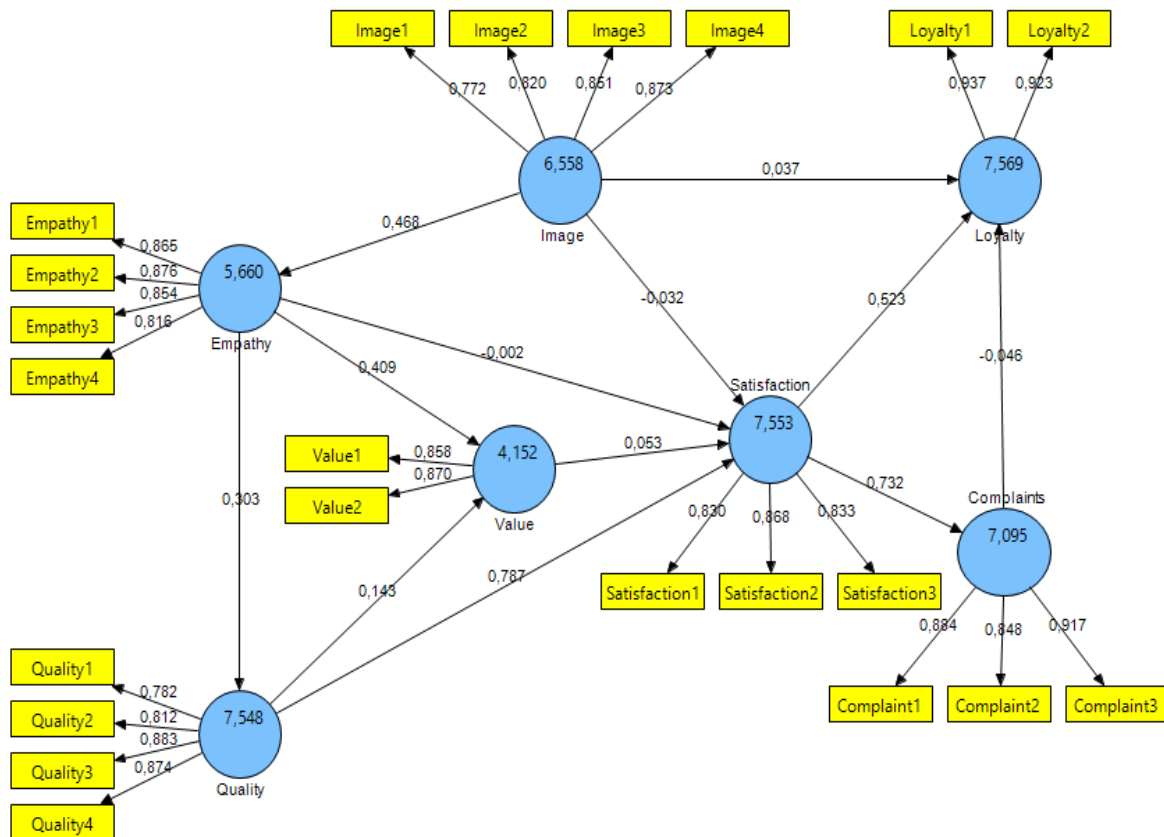 Image1
Image2
Image3
Image4
Loyalty1
Loyalty2
0,772
0,820
0,851
0,873
0,937
0,923
6,558
Image
0,037
7,569
Loyalty
Empathy1
Empathy2
Empathy3
Empathy4
0,865
0,876
0,854
0,816
5,660
Empathy
0,468
-0,032
0,523
-0,046
-0,002
0,409
Satisfaction
7,553
Value1
Value2
0,858
0,870
4,152
Value
0,053
0,732
0,303
0,143
0,787
0,830
0,868
0,833
Satisfaction1
Satisfaction2
Satisfaction3
Complaints
7,095
0,884
0,848
0,917
Complaint1
Complaint2
Complaint3
Quality1
Quality2
Quality3
Quality4
0,782
0,812
0,883
0,874
7,548
Quality